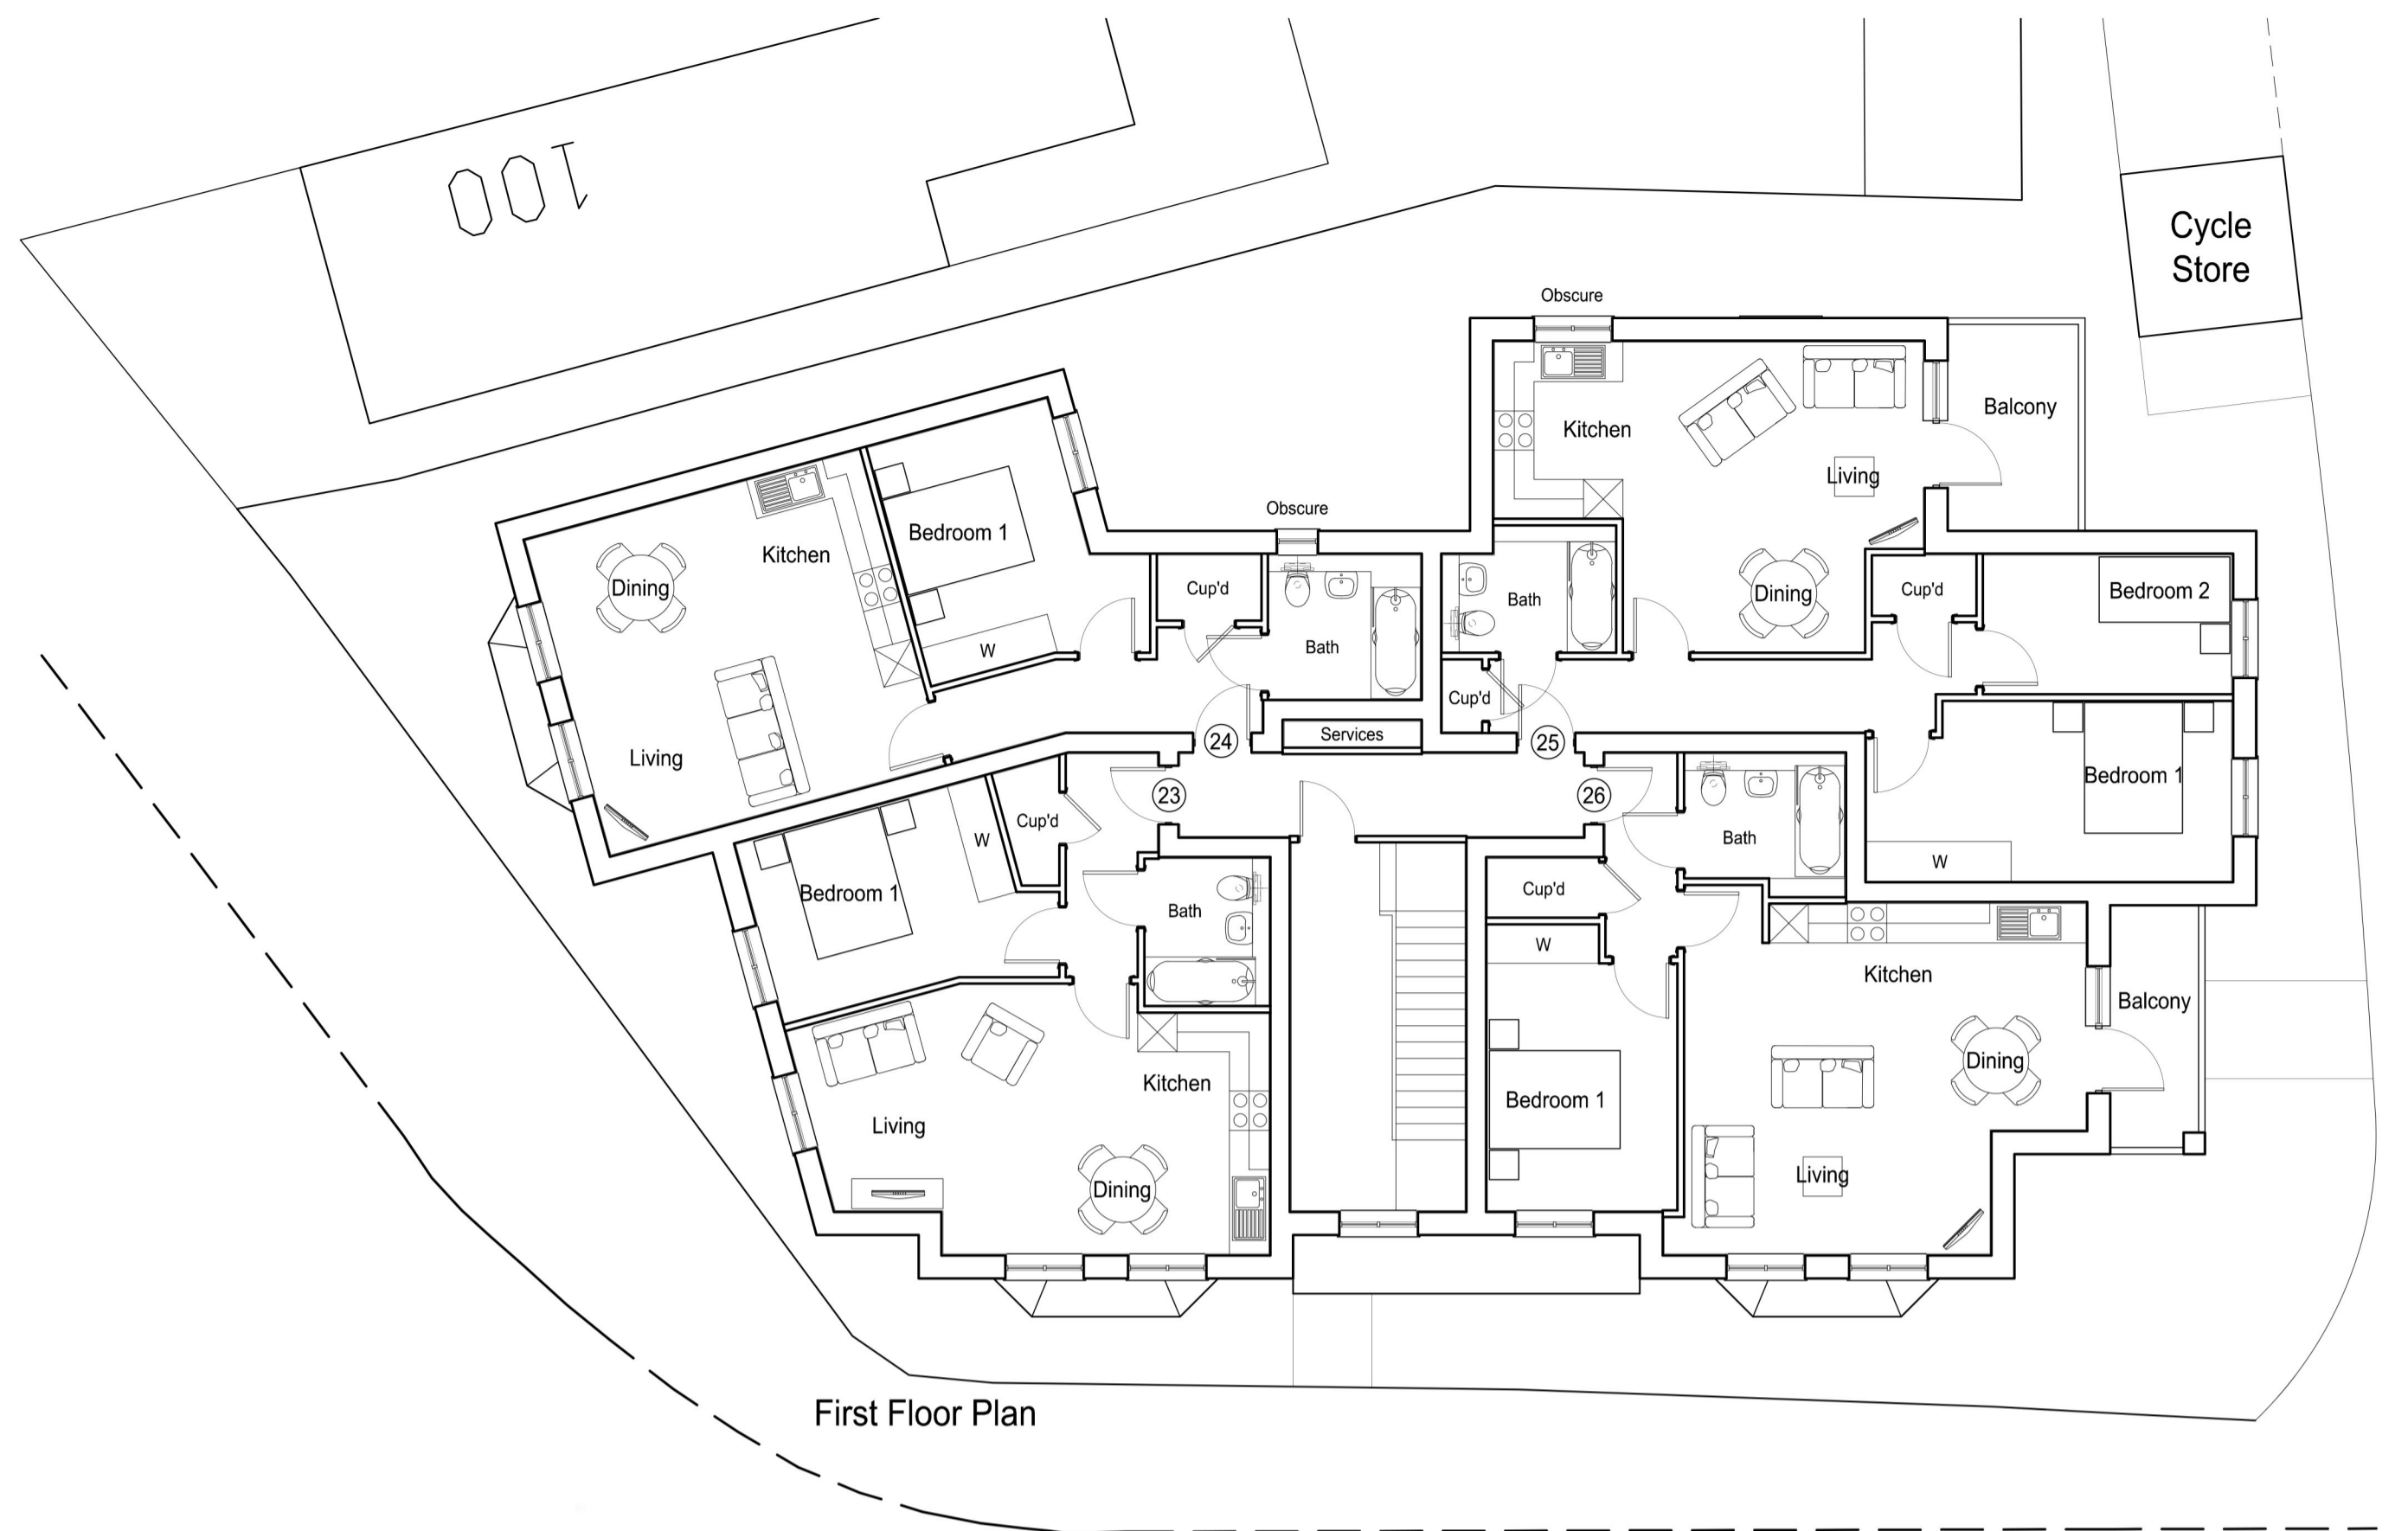 100
Cycle
Store
Obscure
Balcony
Kitchen
Living
Obscure
Bedroom 1
Kitchen
Dining
Cup'd
Bath
Bath
Dining
Cup'd
Bedroom 2
W
Cup'd
Living
24
Services
25
Bedroom 1
23
26
Cup'd
W
Bath
W
Bedroom 1
Cup'd
Bath
W
Kitchen
Balcony
Kitchen
Living
Bedroom 1
Dining
Dining
Living
First Floor Plan